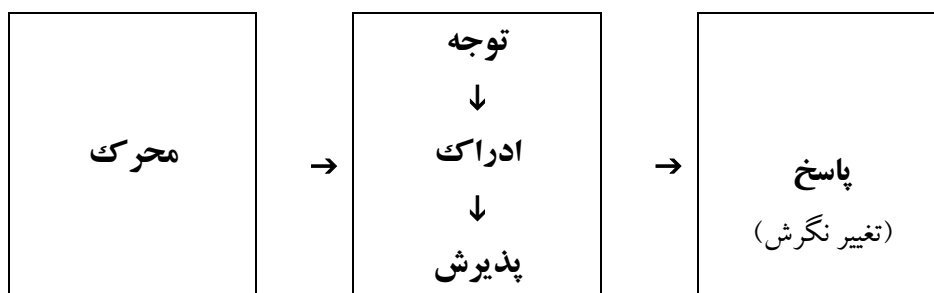 محرک
توجه
↓
ادراک
↓
پذیرش
پاسخ
(تغییر نگرش)